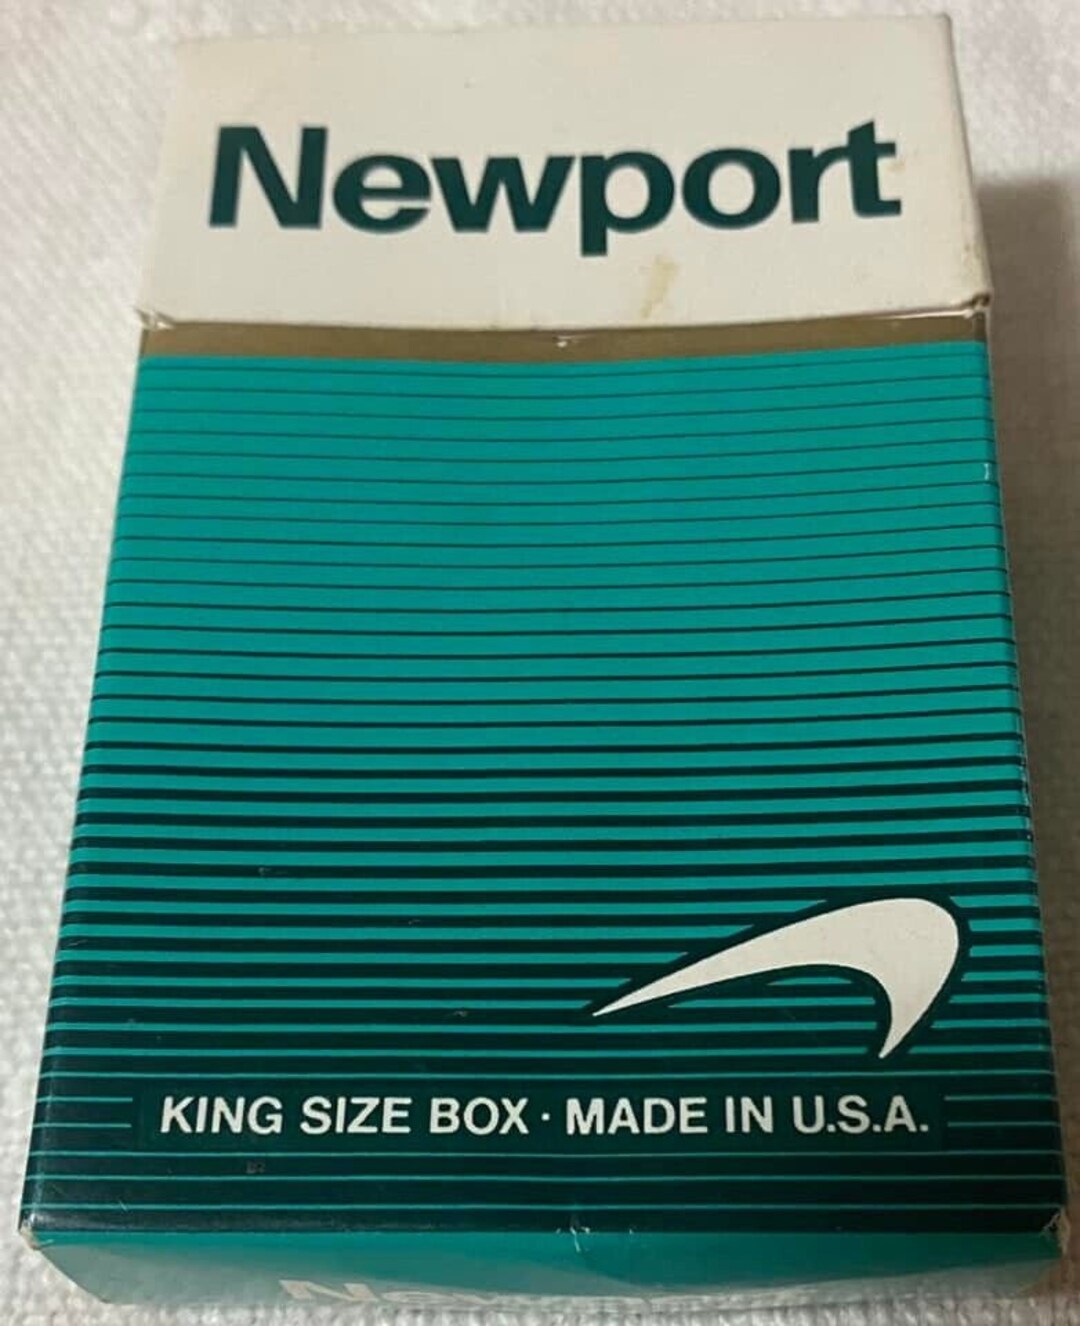 Newport
KING SIZE BOX · MADE IN U.S.A.